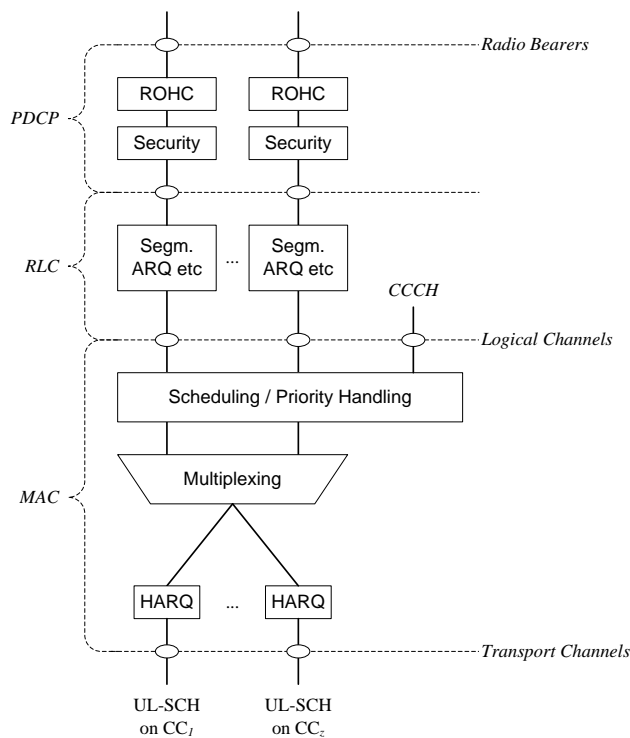 Radio Bearers
ROHC
ROHC
PDCP
Security
Security
Segm.
ARQ etc
...
Segm.
ARQ etc
RLC
CCCH
Logical Channels
Scheduling / Priority Handling
Multiplexing
MAC
HARQ
...
HARQ
Transport Channels
UL-SCH
on CC1
UL-SCH
on CCz